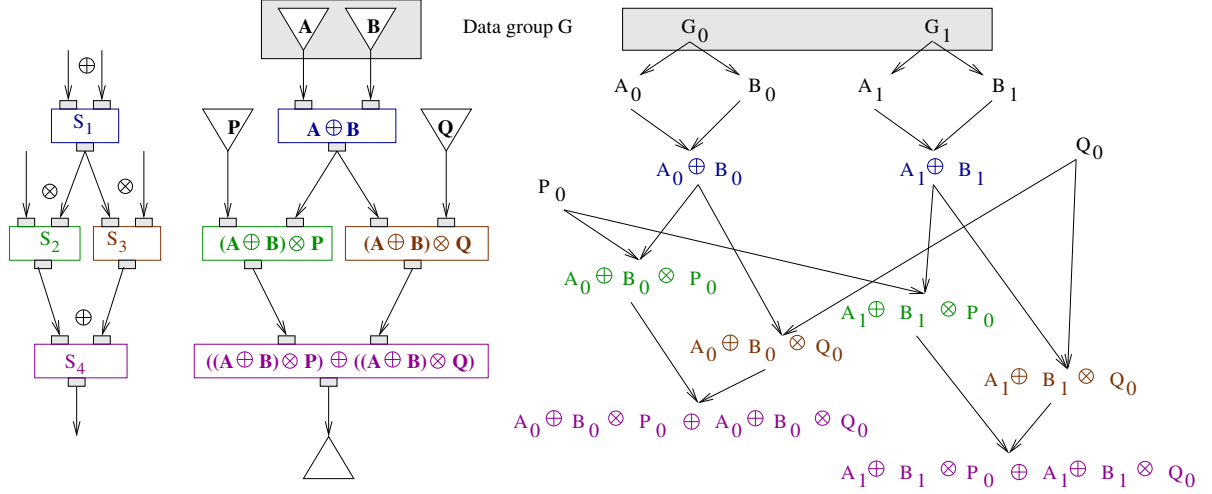 ⊕
S1
⊗ ⊗
S2 S3
⊕
S4
A B
Data group G
P A ⊕ B Q
(A ⊕ B) ⊗ P (A ⊕ B) ⊗ Q
((A ⊕ B) ⊗ P) ⊕ ((A ⊕ B) ⊗ Q)
G0 G1
A0 B0 A1 B1
A0 ⊕ B0 A1 ⊕ B1 Q0
P0
A0 ⊕ B0 ⊗ P0
A1 ⊕ B1 ⊗ P0
A0 ⊕ B0 ⊗ Q0
A1 ⊕ B1 ⊗ Q0
A0 ⊕ B0 ⊗ P0 ⊕ A0 ⊕ B0 ⊗ Q0
A1 ⊕ B1 ⊗ P0 ⊕ A1 ⊕ B1 ⊗ Q0